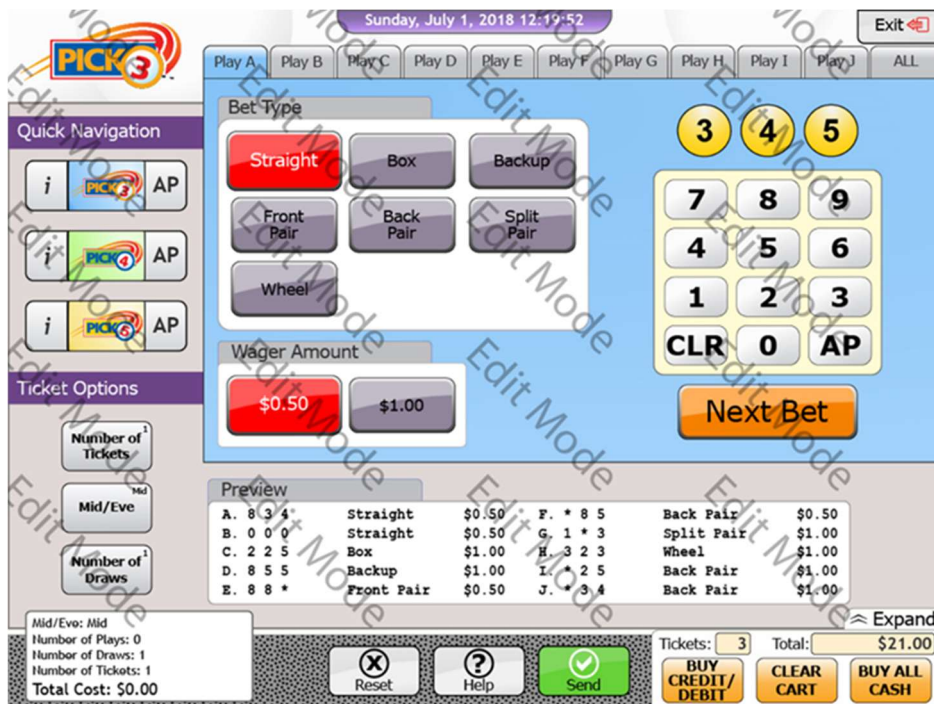 Sunday, July 1, 2018 12:19:52
Exit
PICK 3
Play A Play B Play C Play D Play E Play F Play G Play H Play I Play J ALL
Quick Navigation
i PICK 3 AP
i PICK 4 AP
i PICK 5 AP
Ticket Options
Number of Tickets 1
Mid/Eve Mid
Number of Draws 1
Bet Type
Straight Box Backup
Front Pair Back Pair Split Pair
Wheel
Wager Amount
$0.50 $1.00
3 4 5
7 8 9
4 5 6
1 2 3
CLR 0 AP
Next Bet
Preview
A. 8 3 4 Straight $0.50 F. * 8 5 Back Pair $0.50
B. 0 0 0 Straight $0.50 G. 1 * 3 Split Pair $1.00
C. 2 2 5 Box $1.00 H. 3 2 3 Wheel $1.00
D. 8 5 5 Backup $1.00 I. * 2 5 Back Pair $1.00
E. 8 8 * Front Pair $0.50 J. * 3 4 Back Pair $1.00
Expand
Mid/Eve: Mid
Number of Plays: 0
Number of Draws: 1
Number of Tickets: 1
Total Cost: $0.00
Reset Help Send
Tickets: 3 Total: $21.00
BUY CREDIT/ DEBIT CLEAR CART BUY ALL CASH
Edit Mode